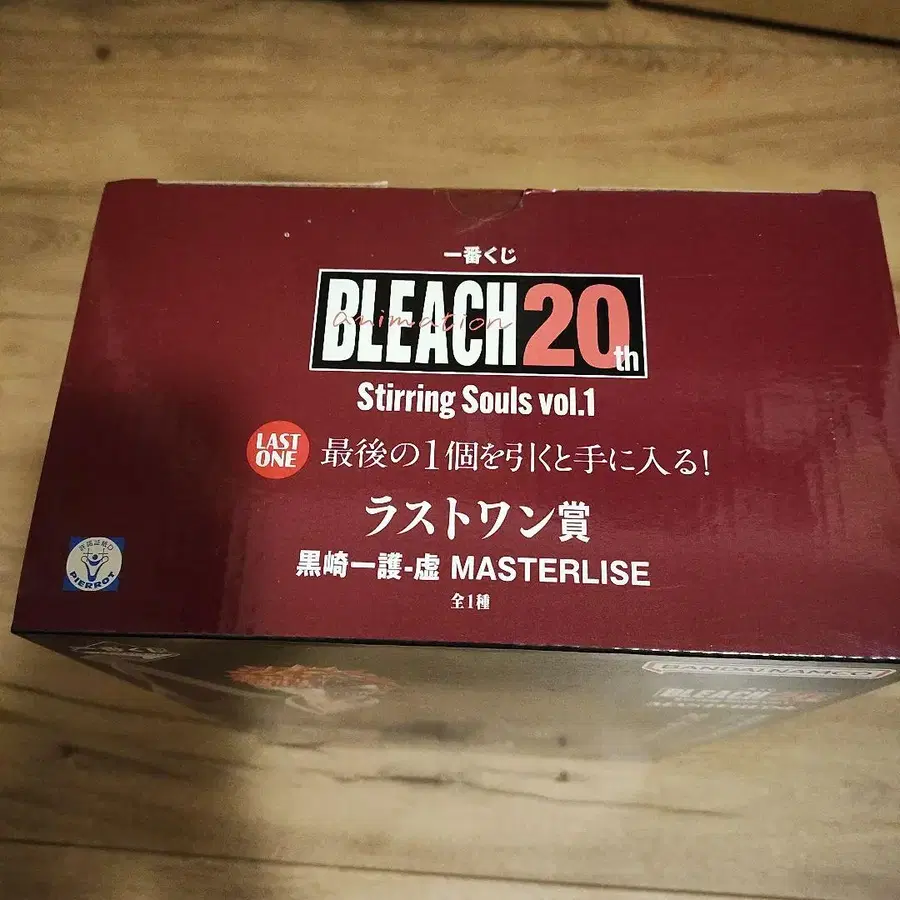 一番くじ
BLEACH 20th
animation
Stirring Souls vol.1
LAST ONE
最後の1個を引くと手に入る!
ラストワン賞
黒崎一護-虚 MASTERLISE
全1種
PIERROT
BANDAI NAMCO
BLEACH 20th